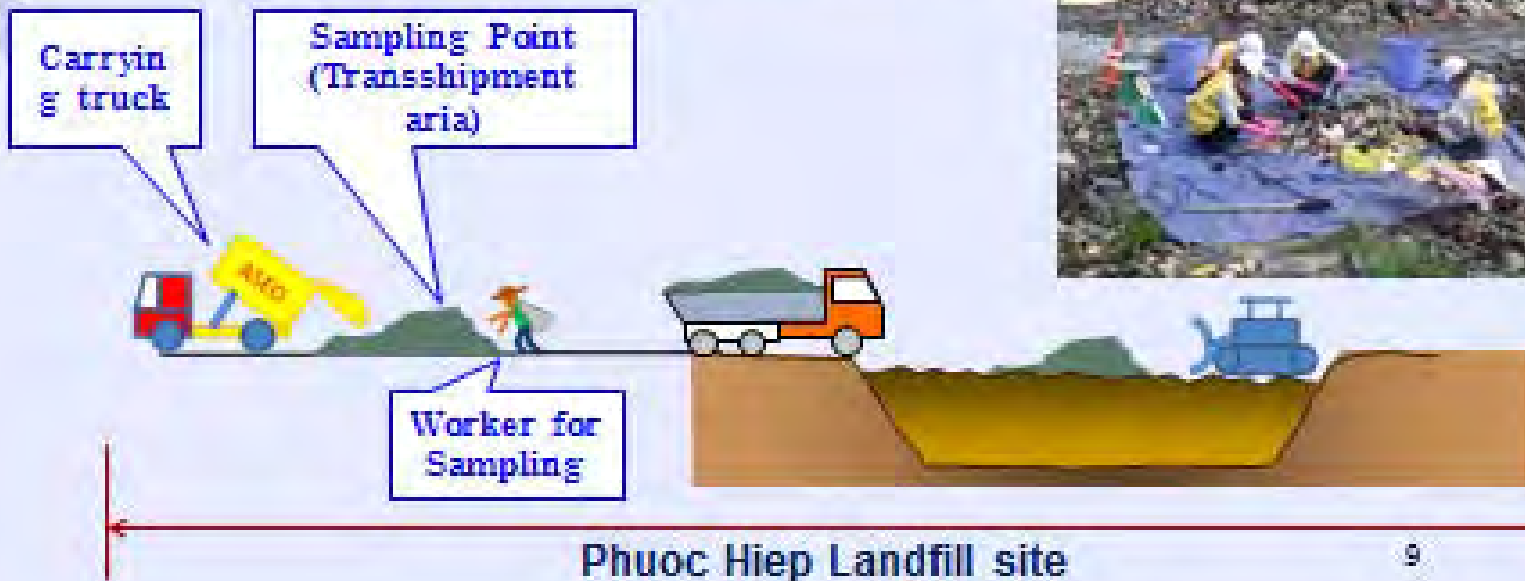 Carryin
g truck
Sampling Point
(Transshipment
aria)
Worker for
Sampling
Phuoc Hiep Landfill site
9